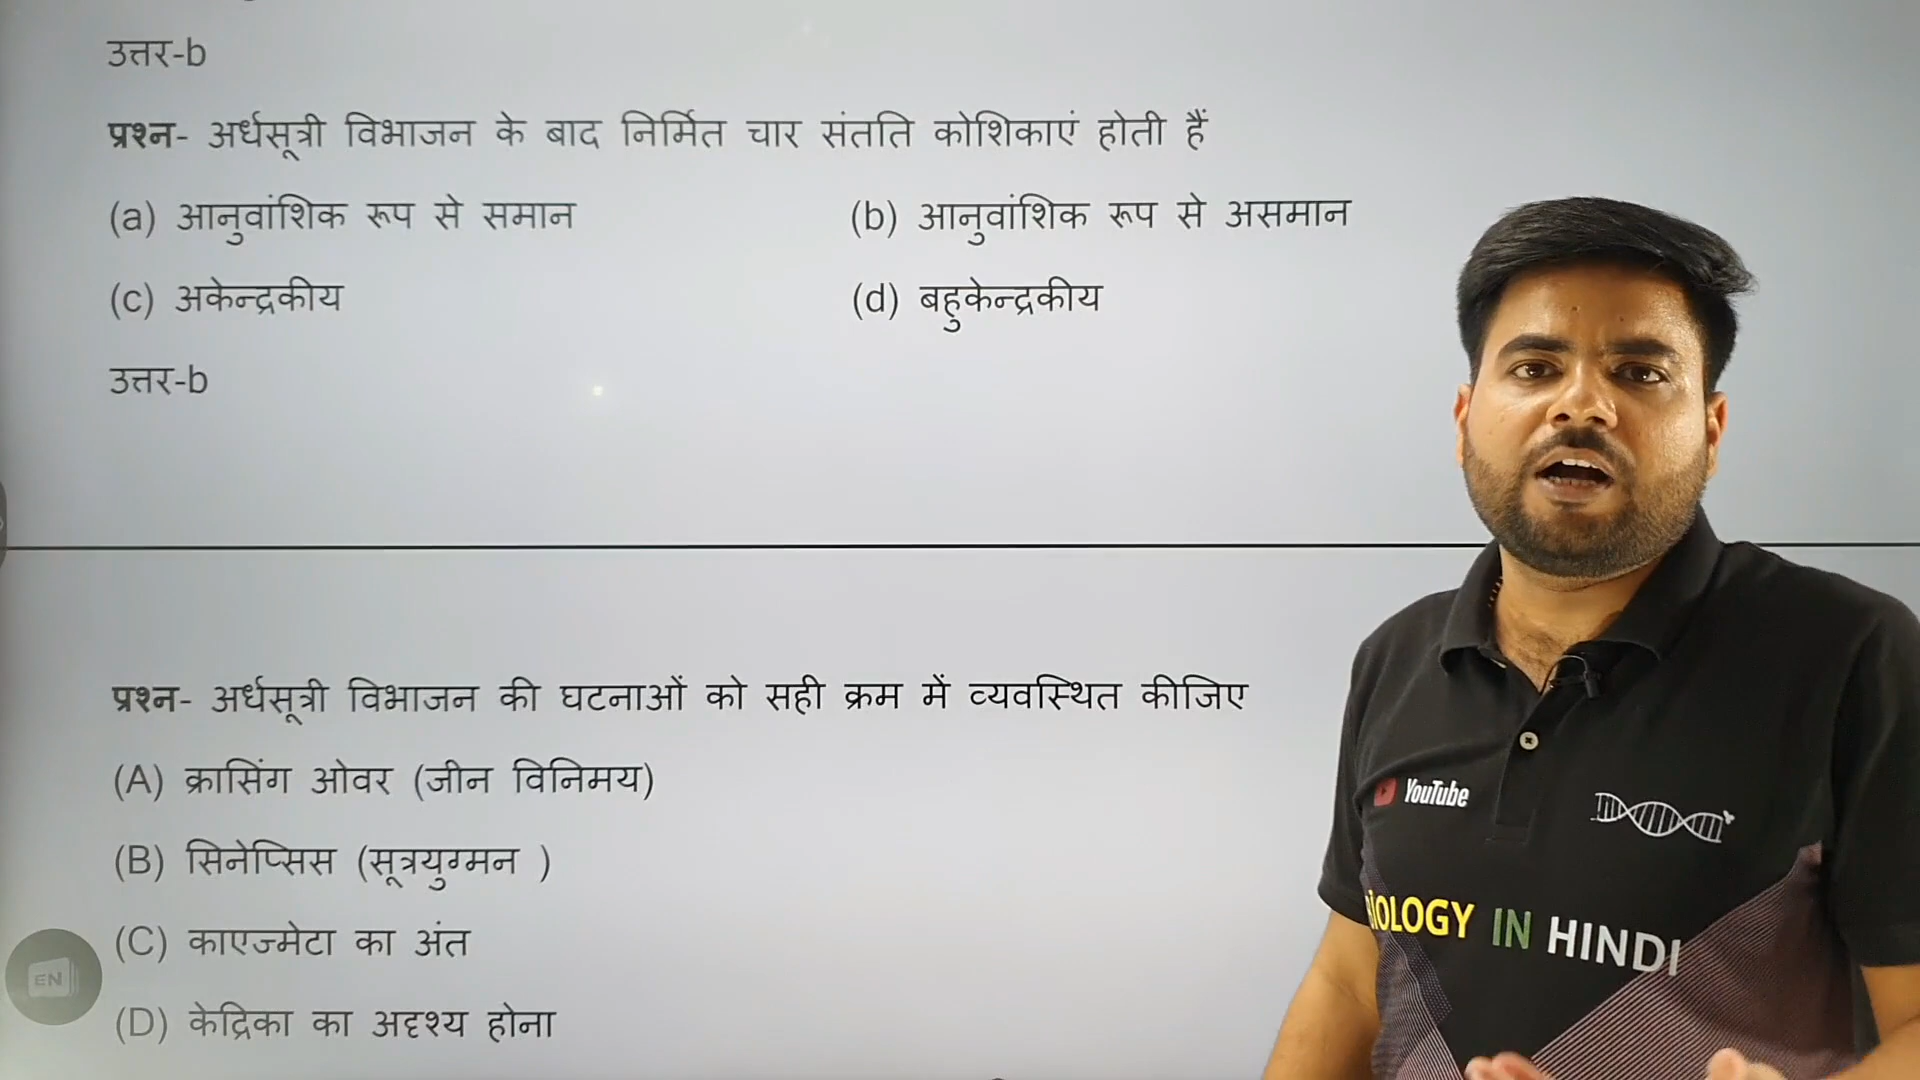 उत्तर-b
प्रश्न- अर्धसूत्री विभाजन के बाद निर्मित चार संतति कोशिकाएं होती हैं
(a) आनुवांशिक रूप से समान (b) आनुवांशिक रूप से असमान
(c) अकेन्द्रकीय (d) बहुकेन्द्रकीय
उत्तर-b
प्रश्न- अर्धसूत्री विभाजन की घटनाओं को सही क्रम में व्यवस्थित कीजिए
(A) क्रासिंग ओवर (जीन विनिमय)
(B) सिनेप्सिस (सूत्रयुग्मन )
(C) काएज्मेटा का अंत
(D) केद्रिका का अदृश्य होना
EN
YouTube
BIOLOGY IN HINDI